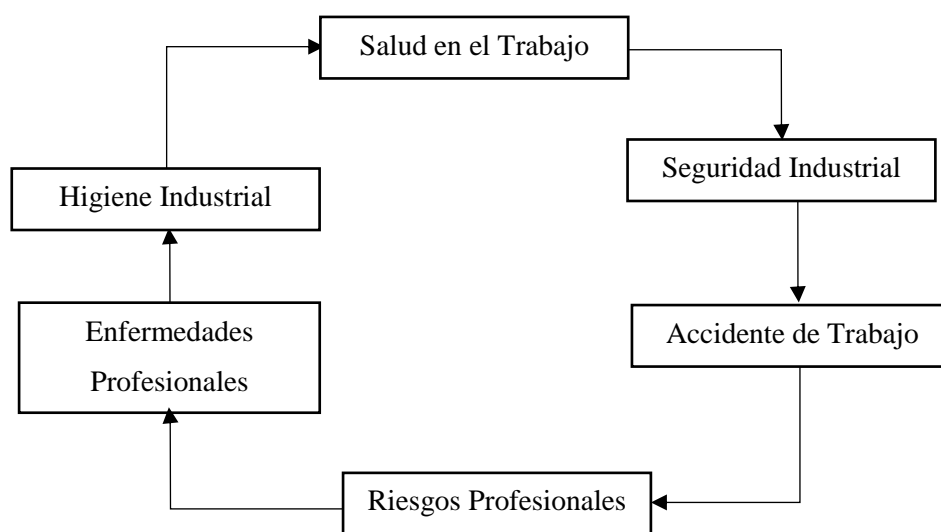 Salud en el Trabajo
Seguridad Industrial
Accidente de Trabajo
Riesgos Profesionales
Enfermedades
Profesionales
Higiene Industrial